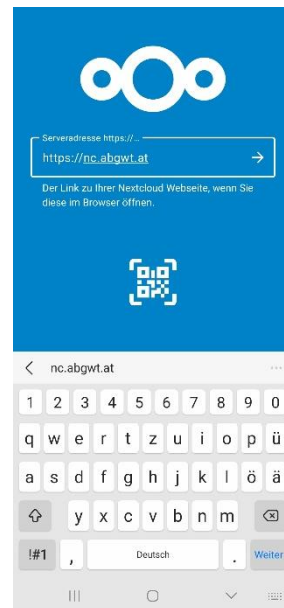 Serveradresse https://...
https://nc.abgwt.at
Der Link zu Ihrer Nextcloud Webseite, wenn Sie
diese im Browser öffnen.
nc.abgwt.at
1 2 3 4 5 6 7 8 9 0
q w e r t z u i o p ü
a s d f g h j k l ö ä
y x c v b n m
!#1 , Deutsch . Weiter